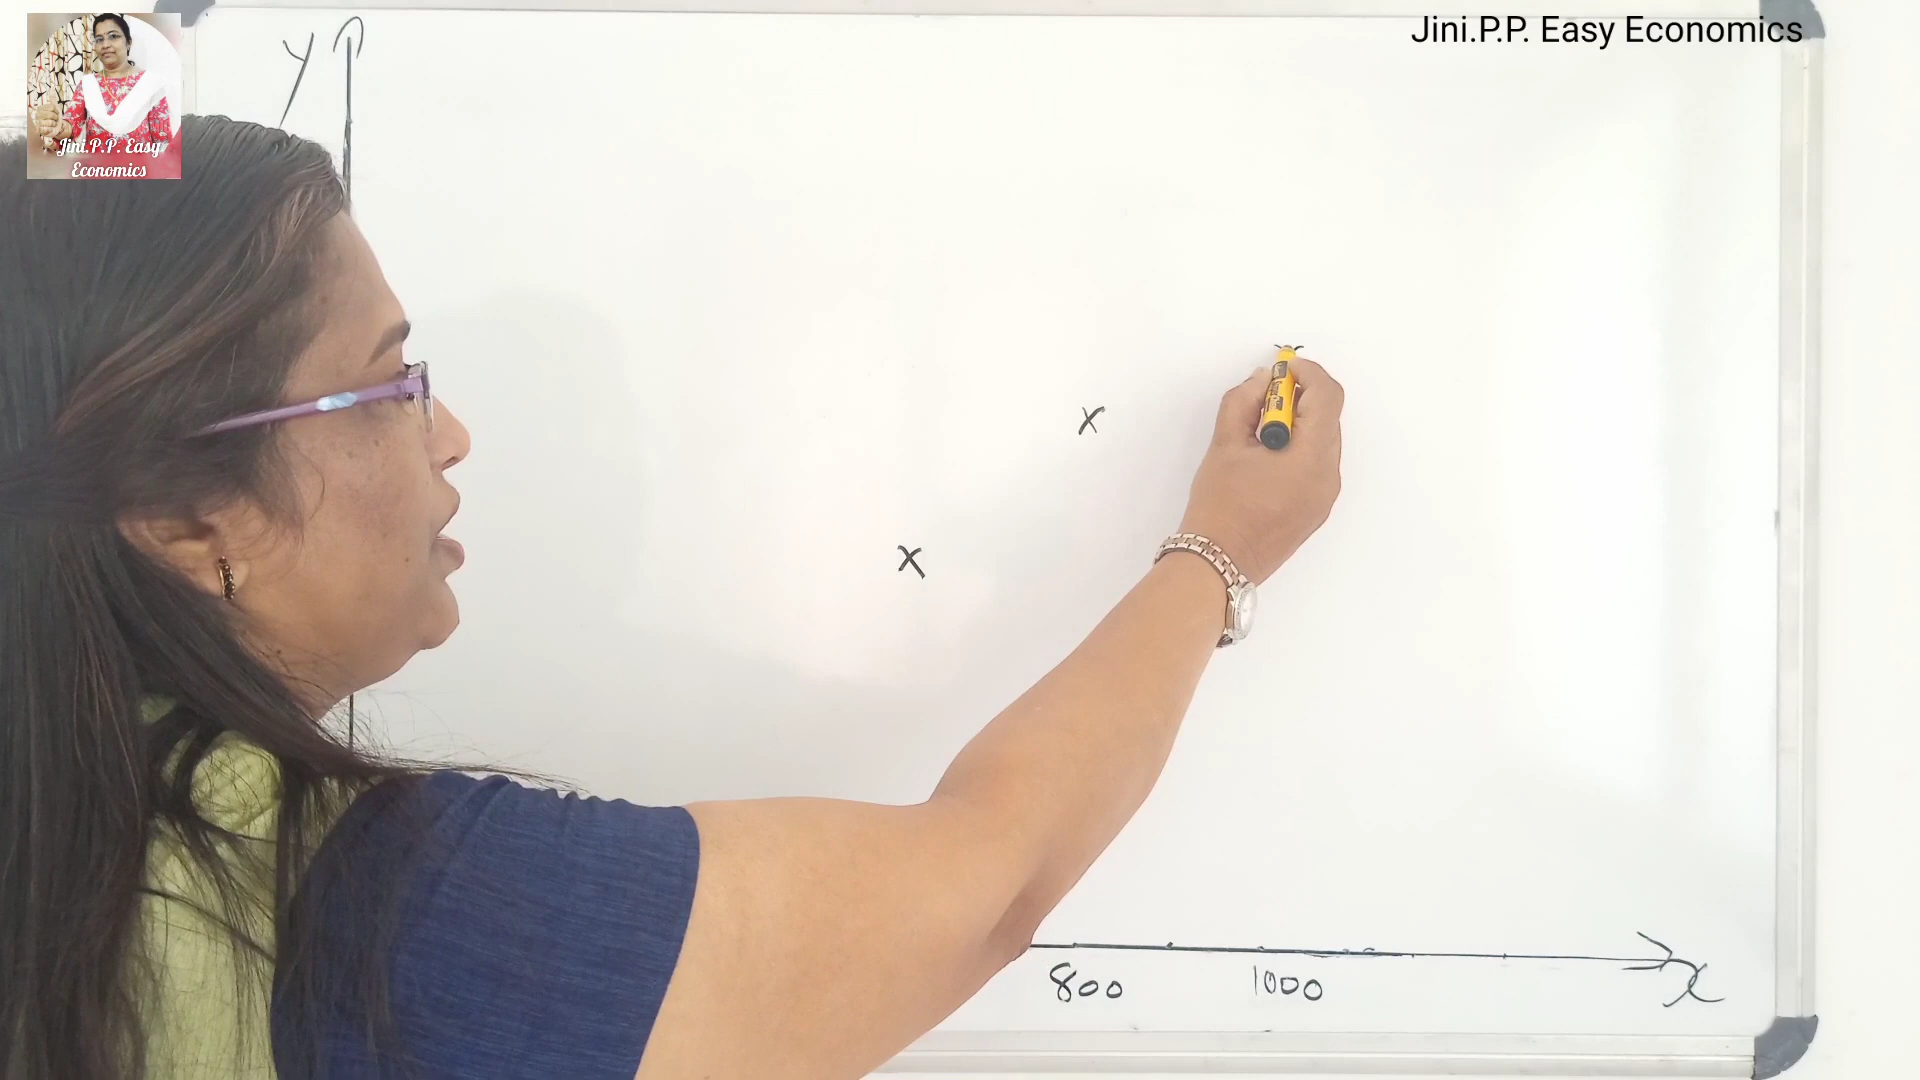 Jini.P.P. Easy Economics
Jini.P.P. Easy
Economics
y
x
x
800
1000
x